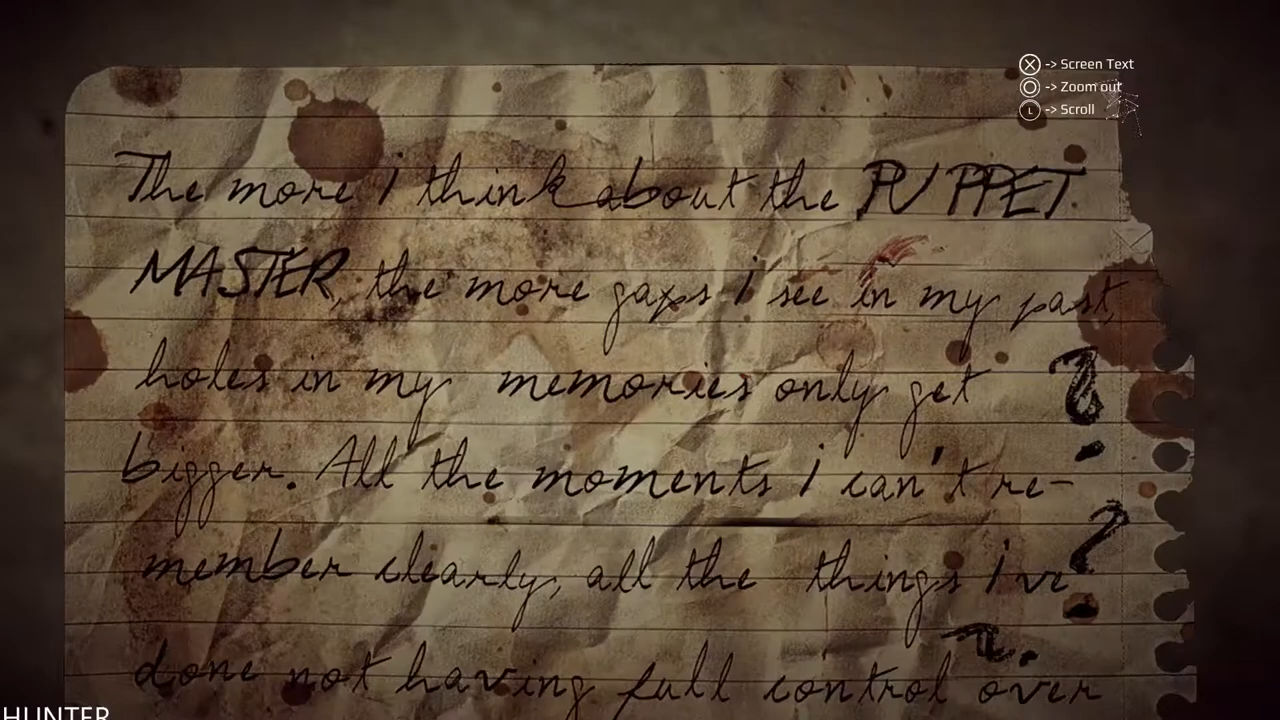 -> Screen Text
-> Zoom out
L -> Scroll
The more I think about the PUPPET
MASTER, the more gaps I see in my past,
holes in my memories only get ?
bigger. All the moments I can't re-
member clearly, all the things I've ?
done not having full control over
HUNTER